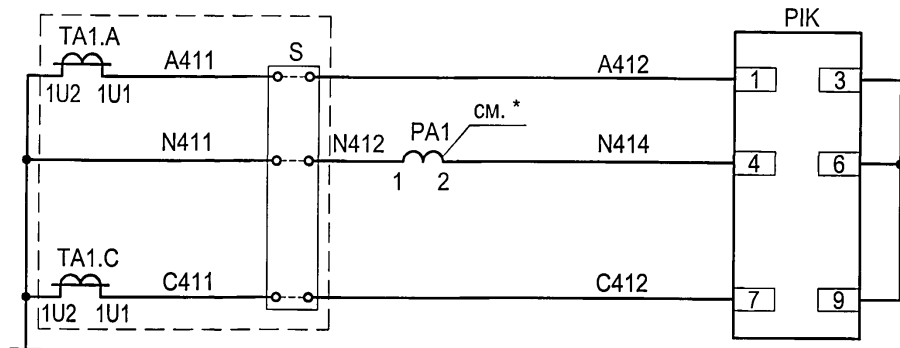 PIK
TA1.A
A411
S
A412
1U2 1U1
1
3
см. *
N411
N412
PA1
N414
1 2
4
6
TA1.C
C411
C412
1U2 1U1
7
9